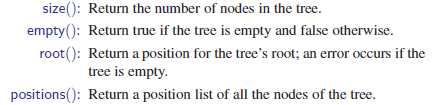 size(): Return the number of nodes in the tree.
empty(): Return true if the tree is empty and false otherwise.
root(): Return a position for the tree's root; an error occurs if the
tree is empty.
positions(): Return a position list of all the nodes of the tree.